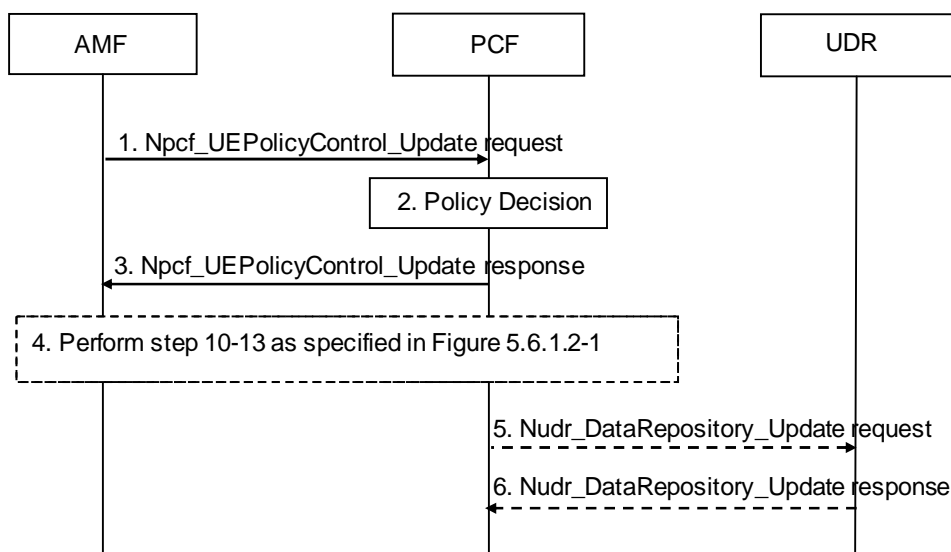 AMF
PCF
UDR
1. Npcf_UEPolicyControl_Update request
2. Policy Decision
3. Npcf_UEPolicyControl_Update response
4. Perform step 10-13 as specified in Figure 5.6.1.2-1
5. Nudr_DataRepository_Update request
6. Nudr_DataRepository_Update response